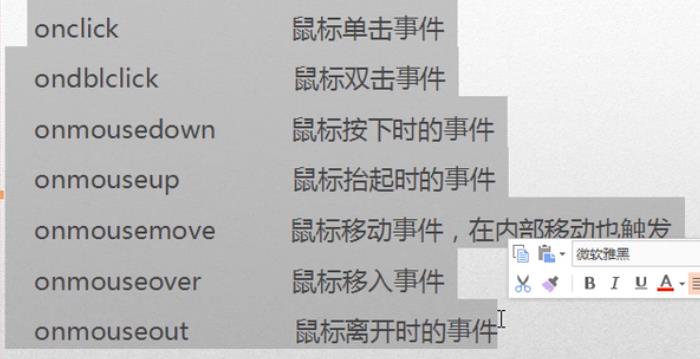 onclick 鼠标单击事件
ondblclick 鼠标双击事件
onmousedown 鼠标按下时的事件
onmouseup 鼠标抬起时的事件
onmousemove 鼠标移动事件，在内部移动也触发
微软雅黑
onmouseover 鼠标移入事件
B I U A
onmouseout 鼠标离开时的事件